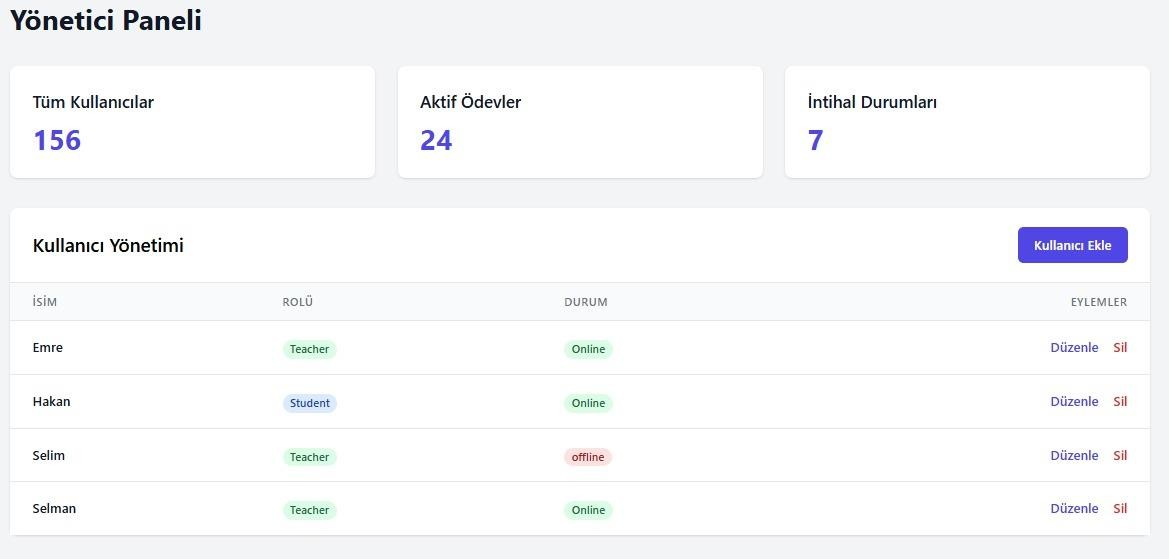 Yönetici Paneli
Tüm Kullanıcılar
156
Aktif Ödevler
24
İntihal Durumları
7
Kullanıcı Yönetimi
Kullanıcı Ekle
İSİM ROLÜ DURUM EYLEMLER
Emre Teacher Online Düzenle Sil
Hakan Student Online Düzenle Sil
Selim Teacher offline Düzenle Sil
Selman Teacher Online Düzenle Sil